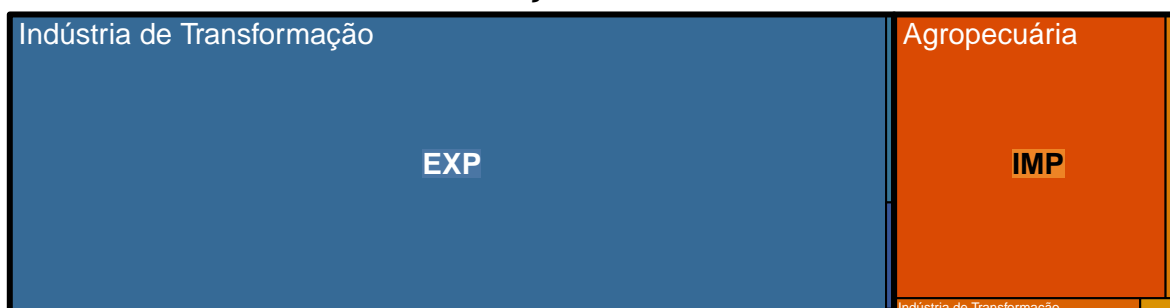 Indústria de Transformação
Agropecuária
EXP
IMP
Indústria de Transformação